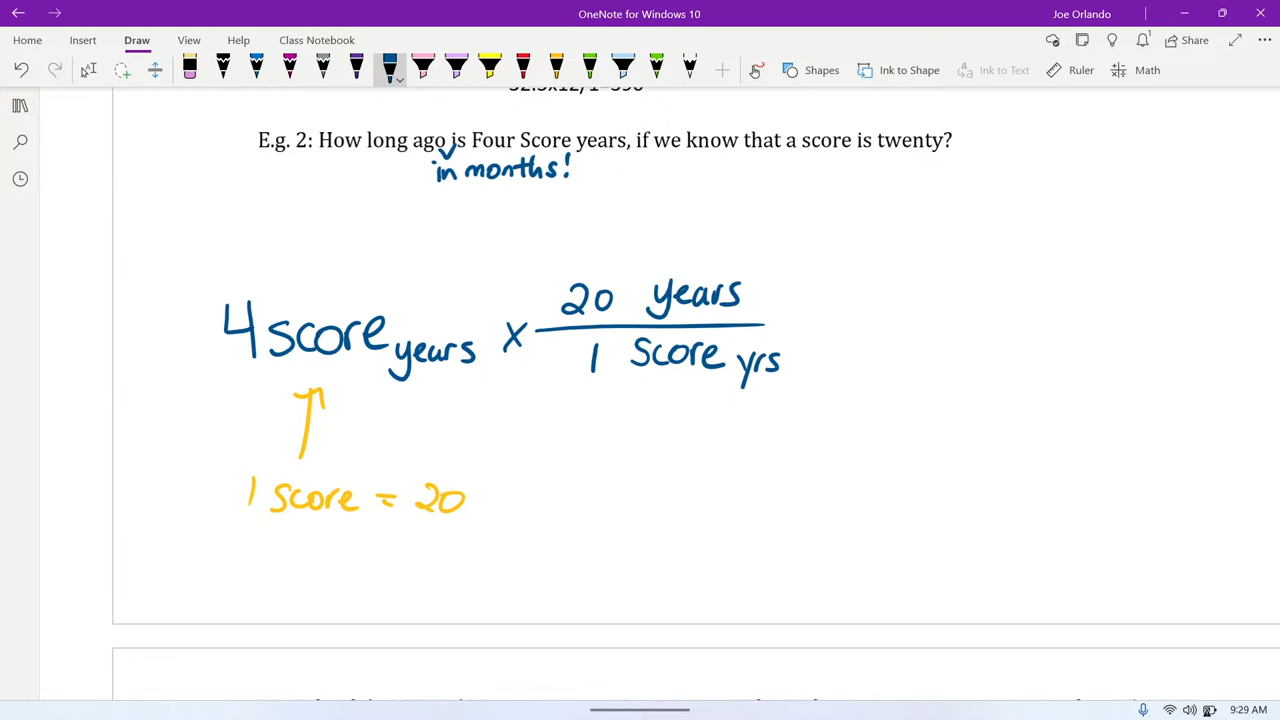 OneNote for Windows 10
Joe Orlando
Home Insert Draw View Help Class Notebook
Share
Shapes Ink to Shape Ink to Text Ruler Math
E.g. 2: How long ago is Four Score years, if we know that a score is twenty?
in months!
4 score years x 20 years
1 score yrs
1 score = 20
9:29 AM